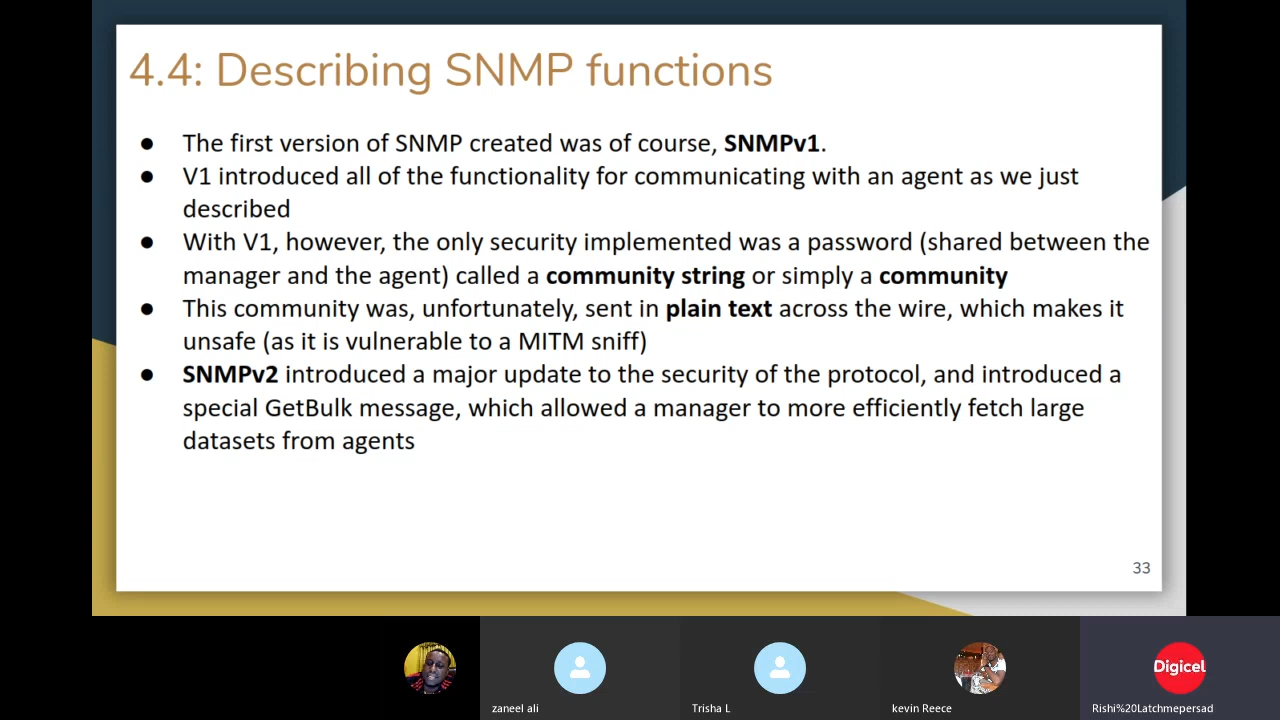 4.4: Describing SNMP functions
● The first version of SNMP created was of course, SNMPv1.
● V1 introduced all of the functionality for communicating with an agent as we just
described
● With V1, however, the only security implemented was a password (shared between the
manager and the agent) called a community string or simply a community
● This community was, unfortunately, sent in plain text across the wire, which makes it
unsafe (as it is vulnerable to a MITM sniff)
● SNMPv2 introduced a major update to the security of the protocol, and introduced a
special GetBulk message, which allowed a manager to more efficiently fetch large
datasets from agents
33
Digicel
zaneel ali
Trisha L
kevin Reece
Rishi%20Latchmepersad